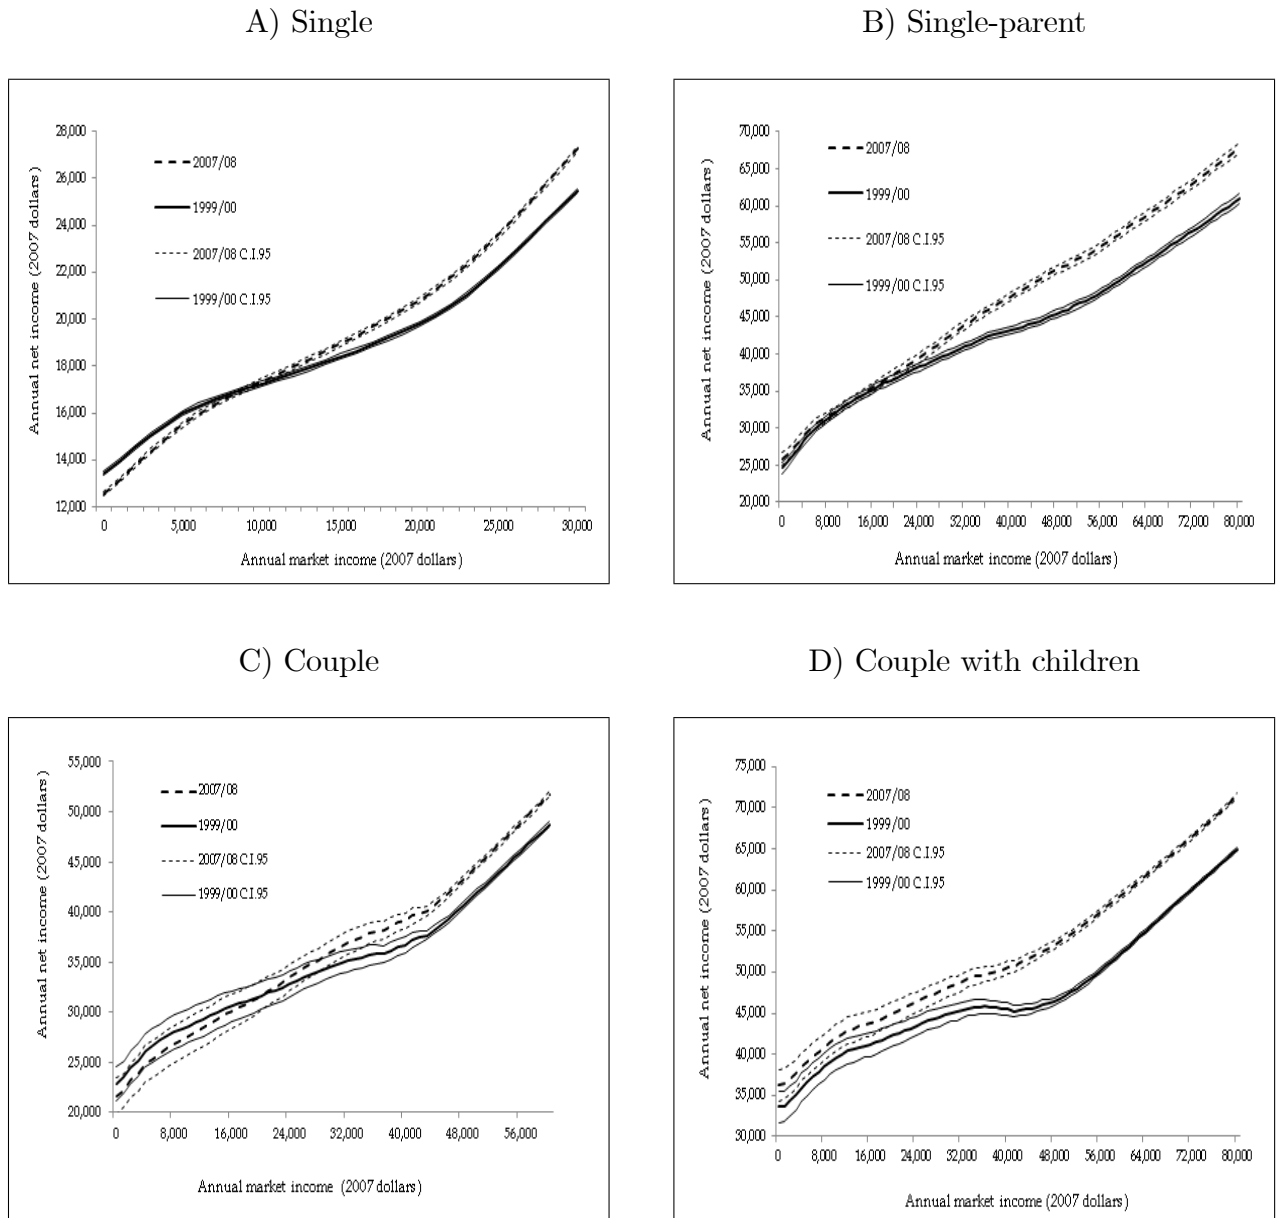 A) Single
B) Single-parent
Annual net income (2007 dollars)
28,000
26,000
24,000
22,000
20,000
18,000
16,000
14,000
12,000
2007/08
1999/00
2007/08 C.I.95
1999/00 C.I.95
0 5,000 10,000 15,000 20,000 25,000 30,000
Annual market income (2007 dollars)
Annual net income (2007 dollars)
70,000
65,000
60,000
55,000
50,000
45,000
40,000
35,000
30,000
25,000
20,000
2007/08
1999/00
2007/08 C.I.95
1999/00 C.I.95
0 8,000 16,000 24,000 32,000 40,000 48,000 56,000 64,000 72,000 80,000
Annual market income (2007 dollars)
C) Couple
D) Couple with children
Annual net income (2007 dollars)
55,000
50,000
45,000
40,000
35,000
30,000
25,000
20,000
2007/08
1999/00
2007/08 C.I.95
1999/00 C.I.95
0 8,000 16,000 24,000 32,000 40,000 48,000 56,000
Annual market income (2007 dollars)
Annual net income (2007 dollars)
75,000
70,000
65,000
60,000
55,000
50,000
45,000
40,000
35,000
30,000
2007/08
1999/00
2007/08 C.I.95
1999/00 C.I.95
0 8,000 16,000 24,000 32,000 40,000 48,000 56,000 64,000 72,000 80,000
Annual market income (2007 dollars)